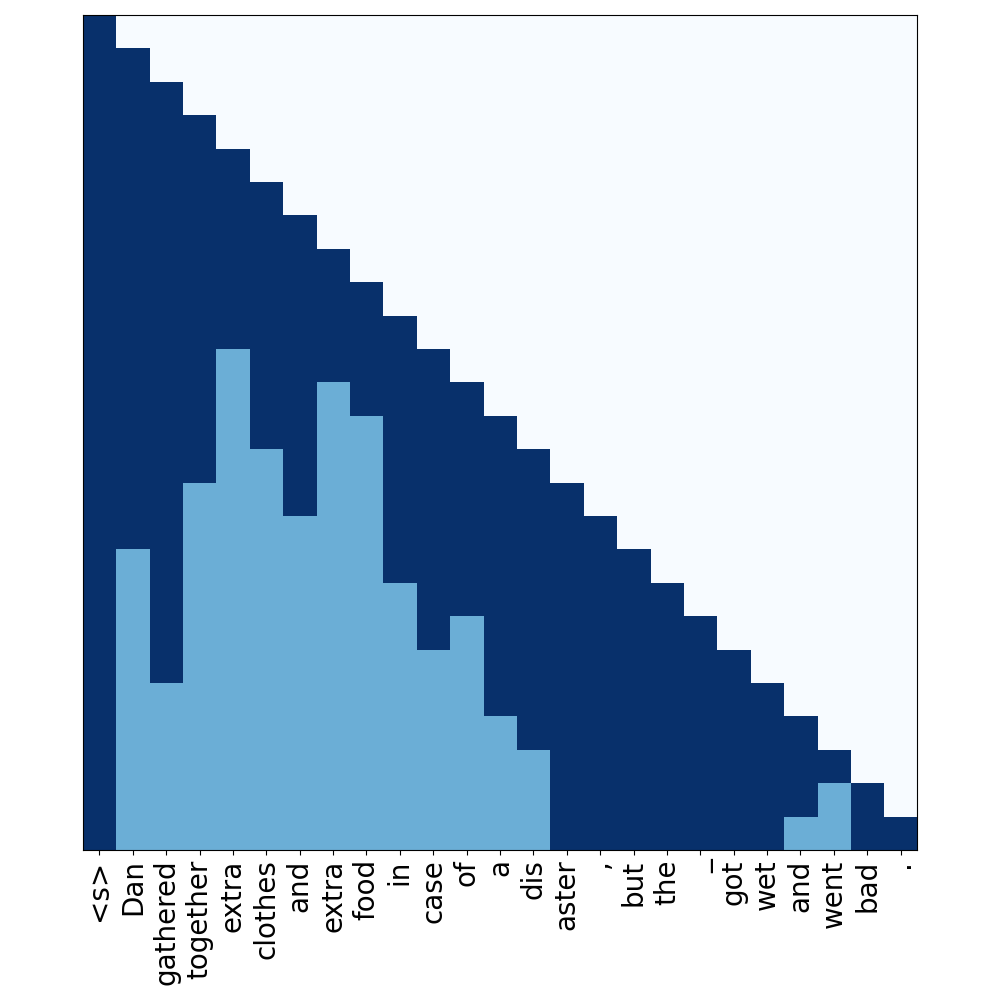 <s>
Dan
gathered
together
extra
clothes
and
extra
food
in
case
of
a
dis
aster
,
but
the
_
got
wet
and
went
bad
.